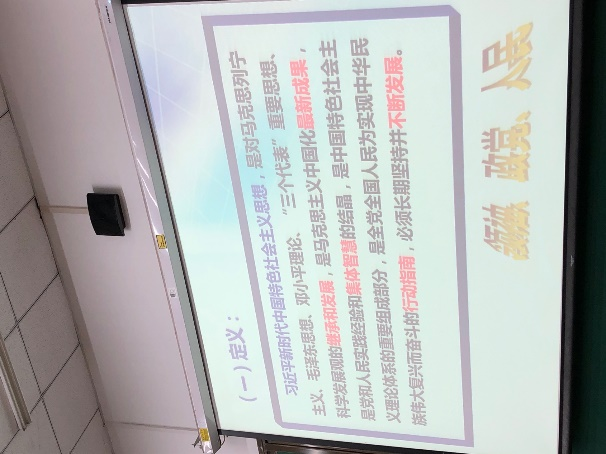 （一）定义：
习近平新时代中国特色社会主义思想，是对马克思列宁
主义、毛泽东思想、邓小平理论、“三个代表”重要思想、
科学发展观的继承和发展，是马克思主义中国化最新成果，
是党和人民实践经验和集体智慧的结晶，是中国特色社会主
义理论体系的重要组成部分，是全党全国人民为实现中华民
族伟大复兴而奋斗的行动指南，必须长期坚持并不断发展。
政党、人民